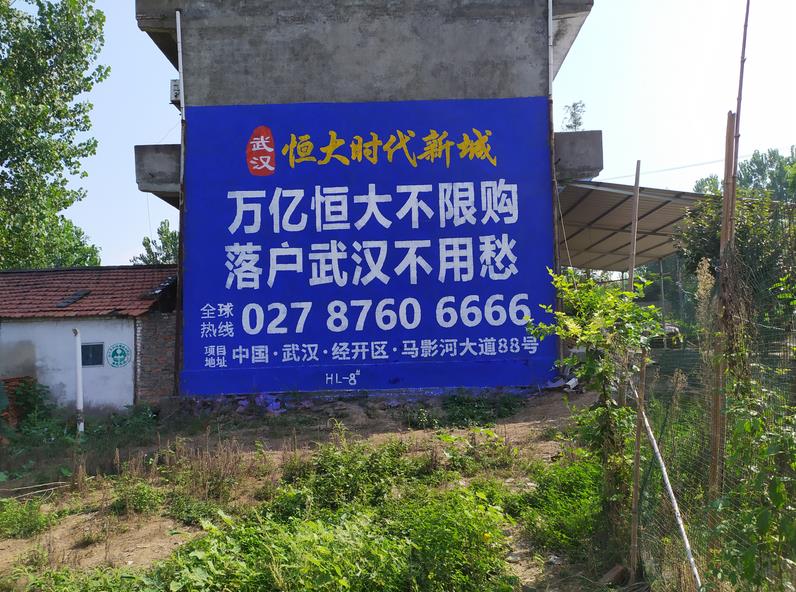 武汉 恒大时代新城
万亿恒大不限购
落户武汉不用愁
全球热线 027 8760 6666
项目地址 中国·武汉·经开区·马影河大道88号
HL-8#